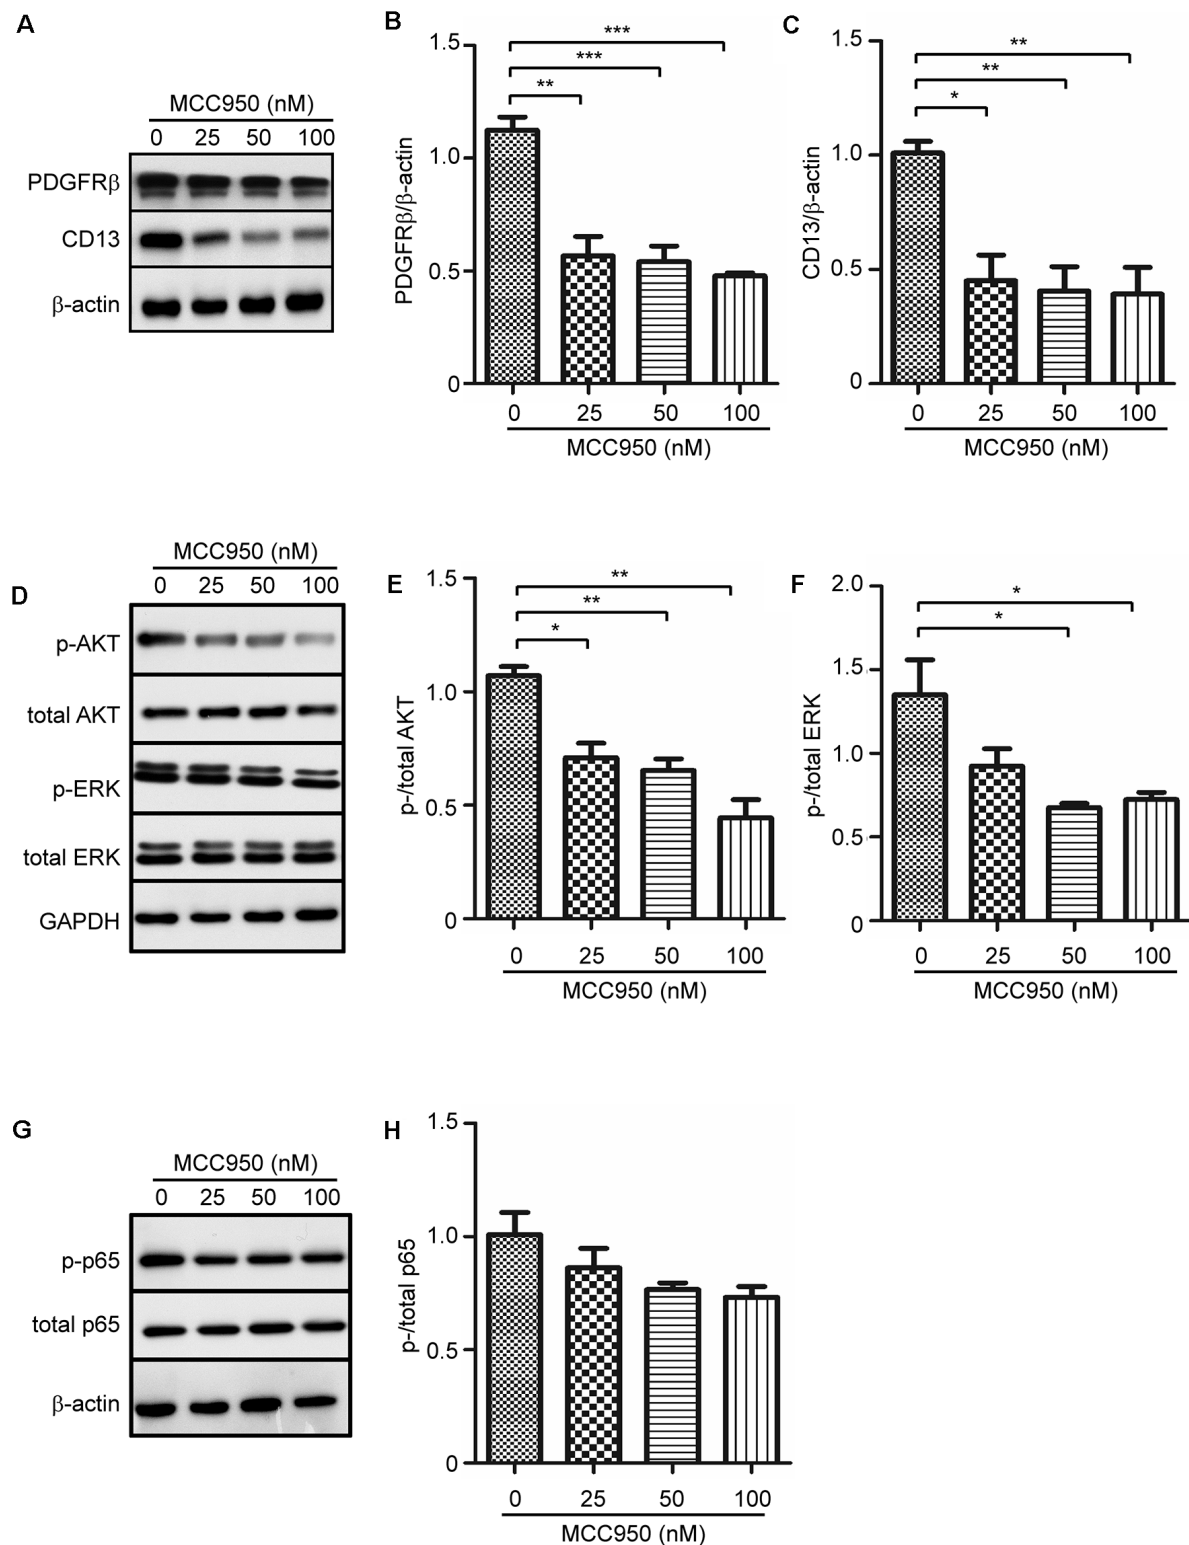 A
MCC950 (nM)
0 25 50 100
PDGFRβ
CD13
β-actin
B
***
***
**
1.5
1.0
0.5
0
PDGFRβ/β-actin
0 25 50 100
MCC950 (nM)
C
**
**
*
1.5
1.0
0.5
0
CD13/β-actin
0 25 50 100
MCC950 (nM)
D
MCC950 (nM)
0 25 50 100
p-AKT
total AKT
p-ERK
total ERK
GAPDH
E
**
**
*
1.5
1.0
0.5
0
p-/total AKT
0 25 50 100
MCC950 (nM)
F
*
*
2.0
1.5
1.0
0.5
0
p-/total ERK
0 25 50 100
MCC950 (nM)
G
MCC950 (nM)
0 25 50 100
p-p65
total p65
β-actin
H
1.5
1.0
0.5
0
p-/total p65
0 25 50 100
MCC950 (nM)